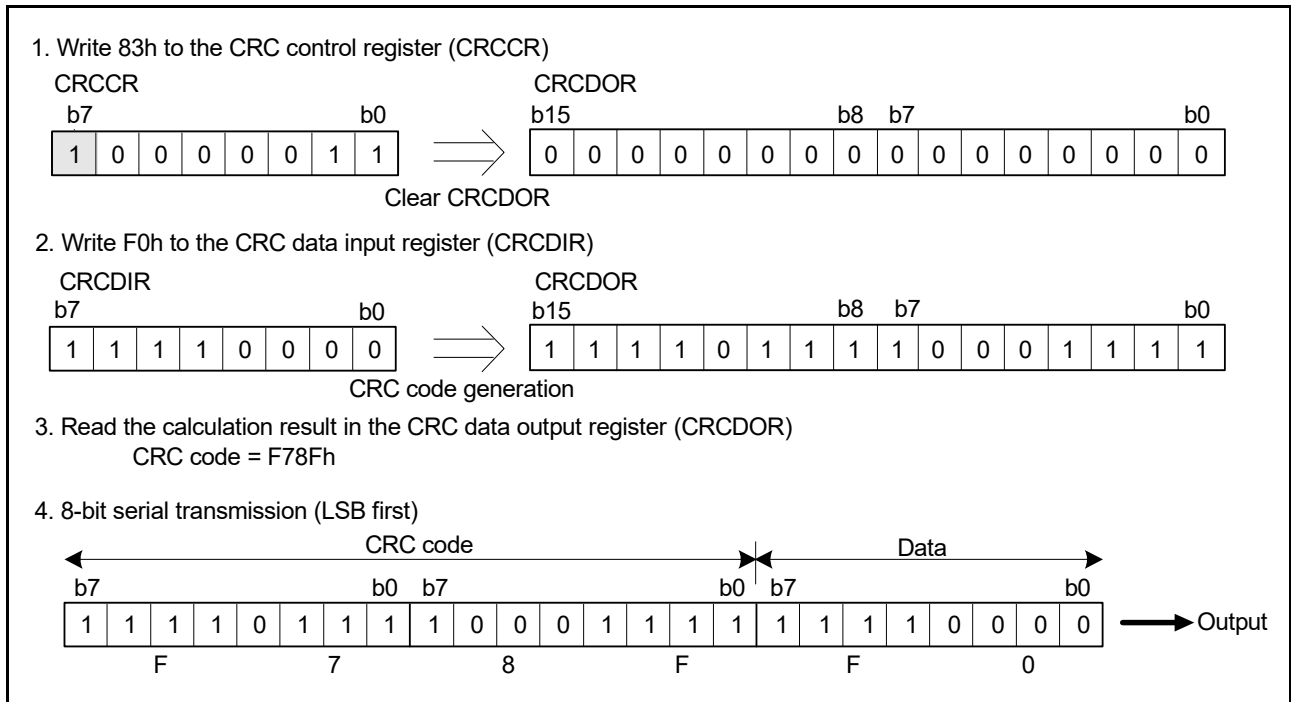 1. Write 83h to the CRC control register (CRCCR)
CRCCR CRCDOR
b7 b0 b15 b8 b7 b0
1 0 0 0 0 0 1 1 0 0 0 0 0 0 0 0 0 0 0 0 0 0 0 0
Clear CRCDOR
2. Write F0h to the CRC data input register (CRCDIR)
CRCDIR CRCDOR
b7 b0 b15 b8 b7 b0
1 1 1 1 0 0 0 0 1 1 1 1 0 1 1 1 1 0 0 0 1 1 1 1
CRC code generation
3. Read the calculation result in the CRC data output register (CRCDOR)
CRC code = F78Fh
4. 8-bit serial transmission (LSB first)
CRC code Data
b7 b0 b7 b0 b7 b0
1 1 1 1 0 1 1 1 1 0 0 0 1 1 1 1 1 1 1 1 0 0 0 0 Output
F 7 8 F F 0